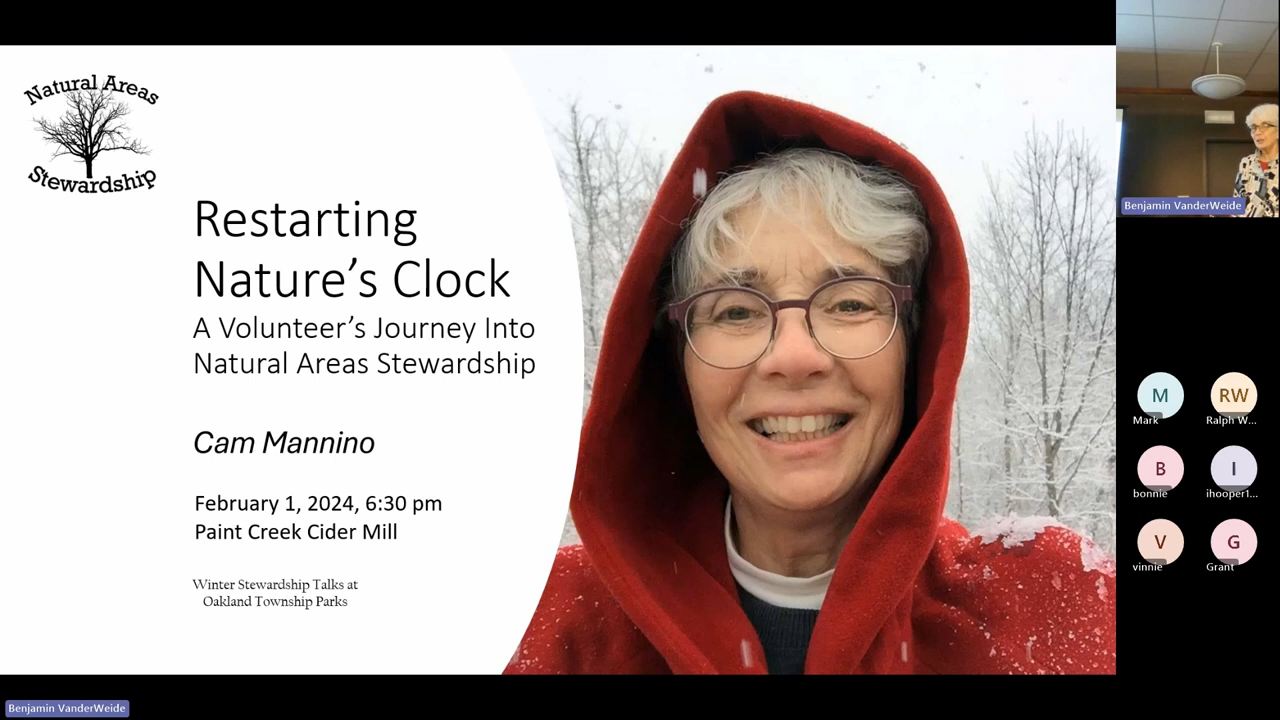 Natural Areas
Stewardship
Restarting
Nature's Clock
A Volunteer's Journey Into
Natural Areas Stewardship
Cam Mannino
February 1, 2024, 6:30 pm
Paint Creek Cider Mill
Winter Stewardship Talks at
Oakland Township Parks
Benjamin VanderWeide
Benjamin VanderWeide
M
RW
Mark
Ralph W...
B
I
bonnie
ihooper1...
V
G
vinnie
Grant